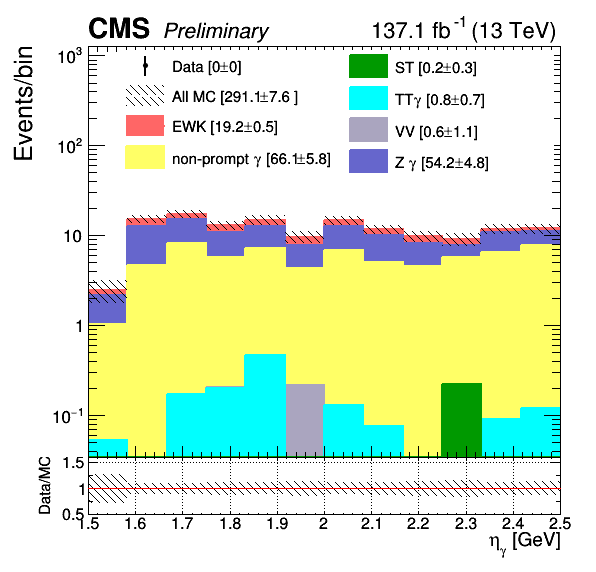 CMS Preliminary 137.1 fb⁻¹ (13 TeV)
Events/bin
Data [0±0]
All MC [291.1±7.6 ]
EWK [19.2±0.5]
non-prompt γ [66.1±5.8]
ST [0.2±0.3]
TTγ [0.8±0.7]
VV [0.6±1.1]
Z γ [54.2±4.8]
10³
10²
10
1
10⁻¹
Data/MC
1.5
1
0.5
1.5 1.6 1.7 1.8 1.9 2 2.1 2.2 2.3 2.4 2.5
ηγ [GeV]